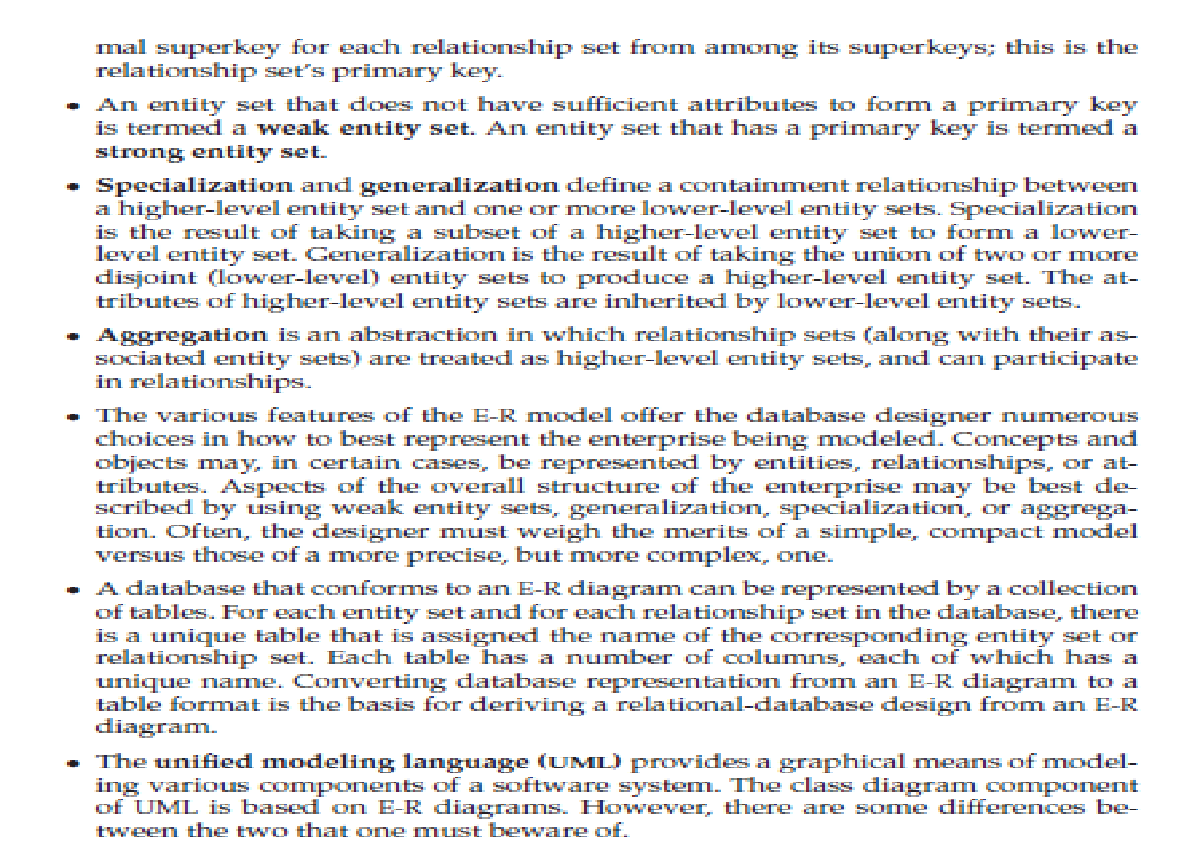 mal superkey for each relationship set from among its superkeys; this is the
relationship set's primary key.
• An entity set that does not have sufficient attributes to form a primary key
is termed a weak entity set. An entity set that has a primary key is termed a
strong entity set.
• Specialization and generalization define a containment relationship between
a higher-level entity set and one or more lower-level entity sets. Specialization
is the result of taking a subset of a higher-level entity set to form a lower-
level entity set. Generalization is the result of taking the union of two or more
disjoint (lower-level) entity sets to produce a higher-level entity set. The at-
tributes of higher-level entity sets are inherited by lower-level entity sets.
• Aggregation is an abstraction in which relationship sets (along with their as-
sociated entity sets) are treated as higher-level entity sets, and can participate
in relationships.
• The various features of the E-R model offer the database designer numerous
choices in how to best represent the enterprise being modeled. Concepts and
objects may, in certain cases, be represented by entities, relationships, or at-
tributes. Aspects of the overall structure of the enterprise may be best de-
scribed by using weak entity sets, generalization, specialization, or aggrega-
tion. Often, the designer must weigh the merits of a simple, compact model
versus those of a more precise, but more complex, one.
• A database that conforms to an E-R diagram can be represented by a collection
of tables. For each entity set and for each relationship set in the database, there
is a unique table that is assigned the name of the corresponding entity set or
relationship set. Each table has a number of columns, each of which has a
unique name. Converting database representation from an E-R diagram to a
table format is the basis for deriving a relational-database design from an E-R
diagram.
• The unified modeling language (UML) provides a graphical means of model-
ing various components of a software system. The class diagram component
of UML is based on E-R diagrams. However, there are some differences be-
tween the two that one must beware of.